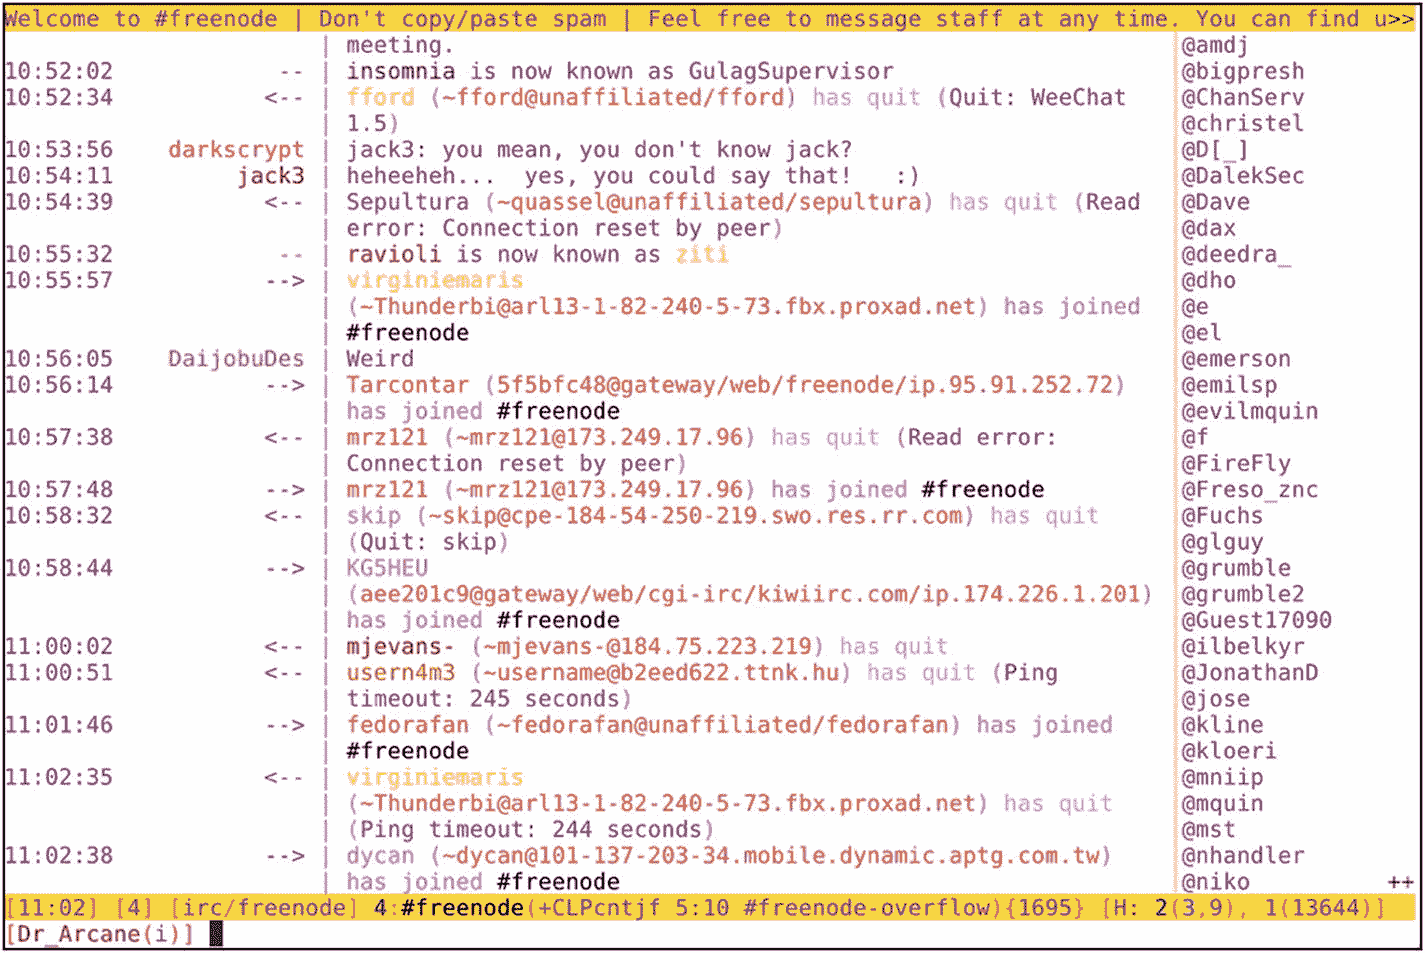 Welcome to #freenode | Don't copy/paste spam | Feel free to message staff at any time. You can find u>>
| meeting. @amdj
10:52:02 -- | insomnia is now known as GulagSupervisor @bigpresh
10:52:34 <-- | fford (~fford@unaffiliated/fford) has quit (Quit: WeeChat @ChanServ
| 1.5) @christel
10:53:56 darkscrypt | jack3: you mean, you don't know jack? @D[_]
10:54:11 jack3 | heheeheh... yes, you could say that! :) @DalekSec
10:54:39 <-- | Sepultura (~quassel@unaffiliated/sepultura) has quit (Read @Dave
| error: Connection reset by peer) @dax
10:55:32 -- | ravioli is now known as ziti @deedra_
10:55:57 --> | virginiemaris @dho
| (~Thunderbi@arl13-1-82-240-5-73.fbx.proxad.net) has joined @e
| #freenode @el
10:56:05 DaijobuDes | Weird @emerson
10:56:14 --> | Tarcontar (5f5bfc48@gateway/web/freenode/ip.95.91.252.72) @emilsp
| has joined #freenode @evilmquin
10:57:38 <-- | mrz121 (~mrz121@173.249.17.96) has quit (Read error: @f
| Connection reset by peer) @FireFly
10:57:48 --> | mrz121 (~mrz121@173.249.17.96) has joined #freenode @Freso_znc
10:58:32 <-- | skip (~skip@cpe-184-54-250-219.swo.res.rr.com) has quit @Fuchs
| (Quit: skip) @glguy
10:58:44 --> | KG5HEU @grumble
| (aee201c9@gateway/web/cgi-irc/kiwiirc.com/ip.174.226.1.201) @grumble2
| has joined #freenode @Guest17090
11:00:02 <-- | mjevans- (~mjevans-@184.75.223.219) has quit @ilbelkyr
11:00:51 <-- | usern4m3 (~username@b2eed622.ttnk.hu) has quit (Ping @JonathanD
| timeout: 245 seconds) @jose
11:01:46 --> | fedorafan (~fedorafan@unaffiliated/fedorafan) has joined @kline
| #freenode @kloeri
11:02:35 <-- | virginiemaris @mniip
| (~Thunderbi@arl13-1-82-240-5-73.fbx.proxad.net) has quit @mquin
| (Ping timeout: 244 seconds) @mst
11:02:38 --> | dycan (~dycan@101-137-203-34.mobile.dynamic.aptg.com.tw) @nhandler
| has joined #freenode @niko ++
[11:02] [4] [irc/freenode] 4:#freenode(+CLPcntjf 5:10 #freenode-overflow){1695} [H: 2(3,9), 1(13644)]
[Dr_Arcane(i)]